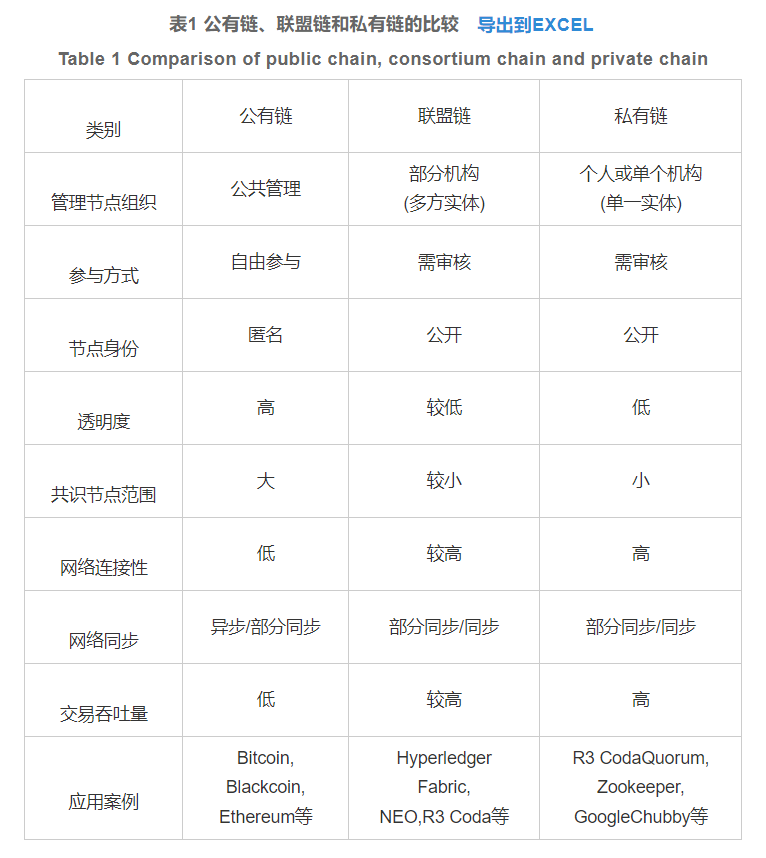 表1 公有链、联盟链和私有链的比较 导出到EXCEL
Table 1 Comparison of public chain, consortium chain and private chain
类别 公有链 联盟链 私有链
管理节点组织 公共管理 部分机构 个人或单个机构
(多方实体) (单一实体)
参与方式 自由参与 需审核 需审核
节点身份 匿名 公开 公开
透明度 高 较低 低
共识节点范围 大 较小 小
网络连接性 低 较高 高
网络同步 异步/部分同步 部分同步/同步 部分同步/同步
交易吞吐量 低 较高 高
应用案例 Bitcoin, Hyperledger R3 CodaQuorum,
Blackcoin, Fabric, Zookeeper,
Ethereum等 NEO,R3 Coda等 GoogleChubby等